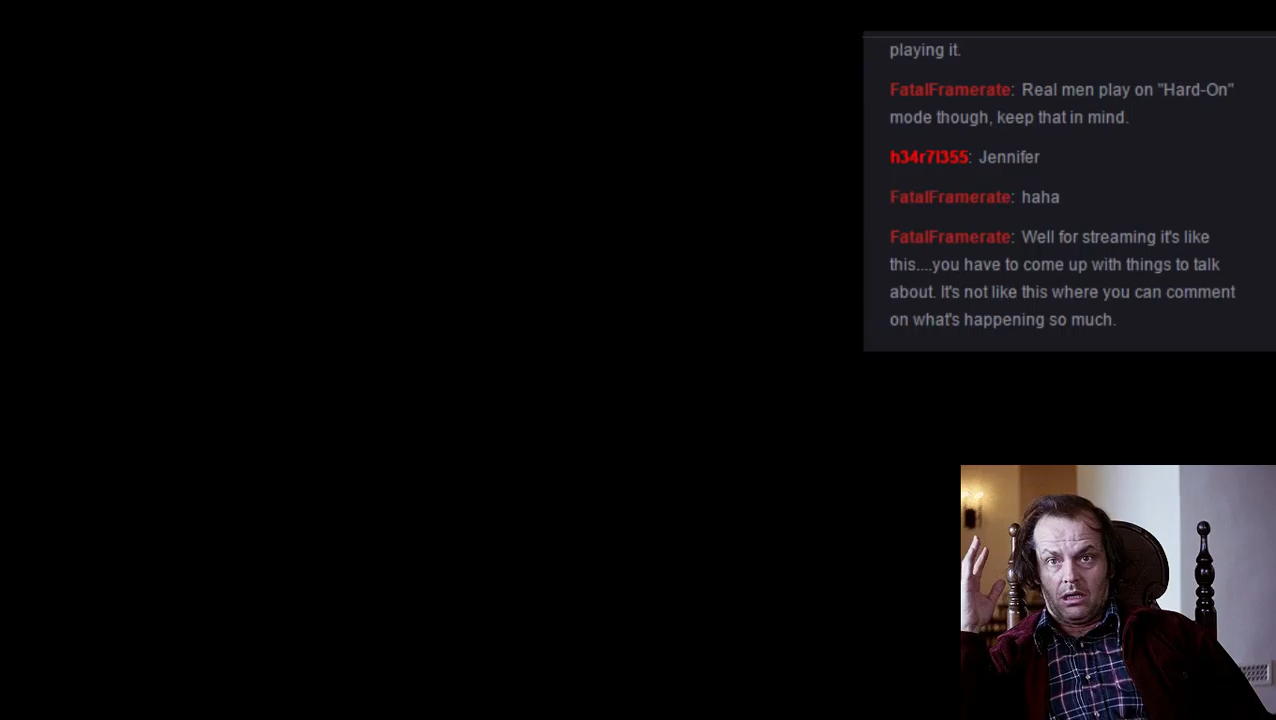 playing it.
FatalFramerate: Real men play on "Hard-On"
mode though, keep that in mind.
h34r7l355: Jennifer
FatalFramerate: haha
FatalFramerate: Well for streaming it's like
this....you have to come up with things to talk
about. It's not like this where you can comment
on what's happening so much.